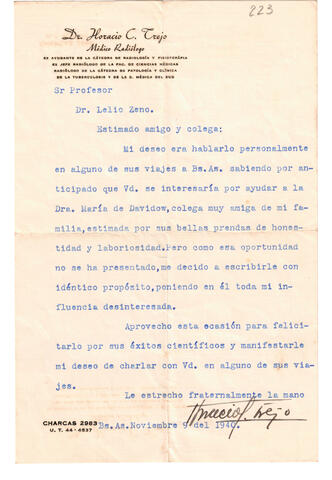 223
Dr. Horacio C. Trejo
Médico Radiólogo
EX AYUDANTE DE LA CÁTEDRA DE RADIOLOGÍA Y FISIOTERÁPIA
EX JEFE RADIÓLOGO DE LA FAC. DE CIENCIAS MÉDICAS
RADIÓLOGO DE LA CÁTEDRA DE PATOLOGÍA Y CLÍNICA
DE LA TUBERCULOSIS Y DE LA S. MÉDICA DEL SUD
Sr Profesor
Dr. Lelio Zeno.
Estimado amigo y colega:
Mi deseo era hablarlo personalmente
en alguno de sus viajes a Bs.As. sabiendo por an-
ticipado que Vd. se interesaría por ayudar a la
Dra. María de Davidow, colega muy amiga de mi fa-
milia, estimada por sus bellas prendas de hones-
tidad y laboriosidad.Pero como esa oportunidad
no se ha presentado,me decido a escribirle con
idéntico propósito,poniendo en él toda mi in-
fluencia desinteresada.
Aprovecho esta ocasión para felici-
tarlo por sus éxitos científicos y manifestarle
mi deseo de charlar con Vd. en alguno de sus via-
jes.
Le estrecho fraternalmente la mano
Horacio C. Trejo
CHARCAS 2983
U. T. 44 - 4537
Bs.As.Noviembre 9 del 1940.